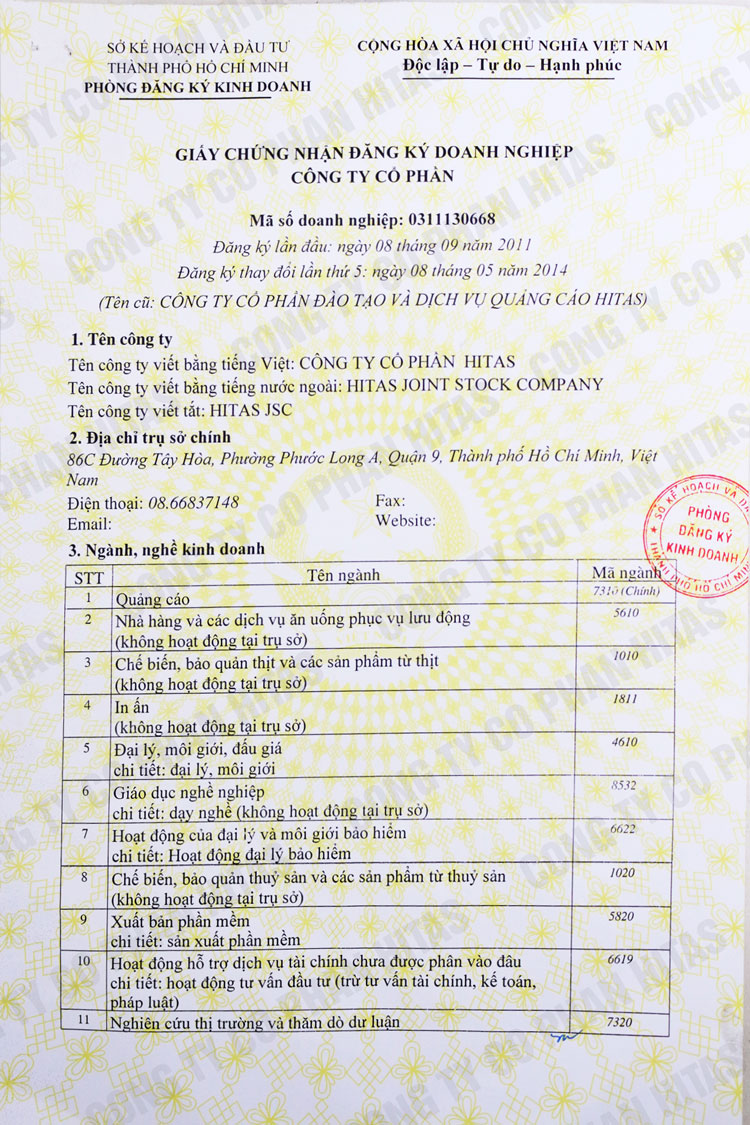 SỞ KẾ HOẠCH VÀ ĐẦU TƯ
THÀNH PHỐ HỒ CHÍ MINH
PHÒNG ĐĂNG KÝ KINH DOANH
CỘNG HÒA XÃ HỘI CHỦ NGHĨA VIỆT NAM
Độc lập – Tự do – Hạnh phúc
GIẤY CHỨNG NHẬN ĐĂNG KÝ DOANH NGHIỆP
CÔNG TY CỔ PHẦN
Mã số doanh nghiệp: 0311130668
Đăng ký lần đầu: ngày 08 tháng 09 năm 2011
Đăng ký thay đổi lần thứ 5: ngày 08 tháng 05 năm 2014
(Tên cũ: CÔNG TY CỔ PHẦN ĐÀO TẠO VÀ DỊCH VỤ QUẢNG CÁO HITAS)
1. Tên công ty
Tên công ty viết bằng tiếng Việt: CÔNG TY CỔ PHẦN HITAS
Tên công ty viết bằng tiếng nước ngoài: HITAS JOINT STOCK COMPANY
Tên công ty viết tắt: HITAS JSC
2. Địa chỉ trụ sở chính
86C Đường Tây Hòa, Phường Phước Long A, Quận 9, Thành phố Hồ Chí Minh, Việt
Nam
Điện thoại: 08.66837148 Fax:
Email: Website:
3. Ngành, nghề kinh doanh
STT Tên ngành Mã ngành
1 Quảng cáo 7310 (Chính)
2 Nhà hàng và các dịch vụ ăn uống phục vụ lưu động 5610
(không hoạt động tại trụ sở)
3 Chế biến, bảo quản thịt và các sản phẩm từ thịt 1010
(không hoạt động tại trụ sở)
4 In ấn 1811
(không hoạt động tại trụ sở)
5 Đại lý, môi giới, đấu giá 4610
chi tiết: đại lý, môi giới
6 Giáo dục nghề nghiệp 8532
chi tiết: dạy nghề (không hoạt động tại trụ sở)
7 Hoạt động của đại lý và môi giới bảo hiểm 6622
chi tiết: Hoạt động đại lý bảo hiểm
8 Chế biến, bảo quản thuỷ sản và các sản phẩm từ thuỷ sản 1020
(không hoạt động tại trụ sở)
9 Xuất bản phần mềm 5820
chi tiết: sản xuất phần mềm
10 Hoạt động hỗ trợ dịch vụ tài chính chưa được phân vào đâu 6619
chi tiết: hoạt động tư vấn đầu tư (trừ tư vấn tài chính, kế toán,
pháp luật)
11 Nghiên cứu thị trường và thăm dò dư luận 7320
SỞ KẾ HOẠCH VÀ
PHÒNG
ĐĂNG KÝ
KINH DOANH
THÀNH PHỐ HỒ CHÍ MINH
CONG TY CO PHAN HITAS